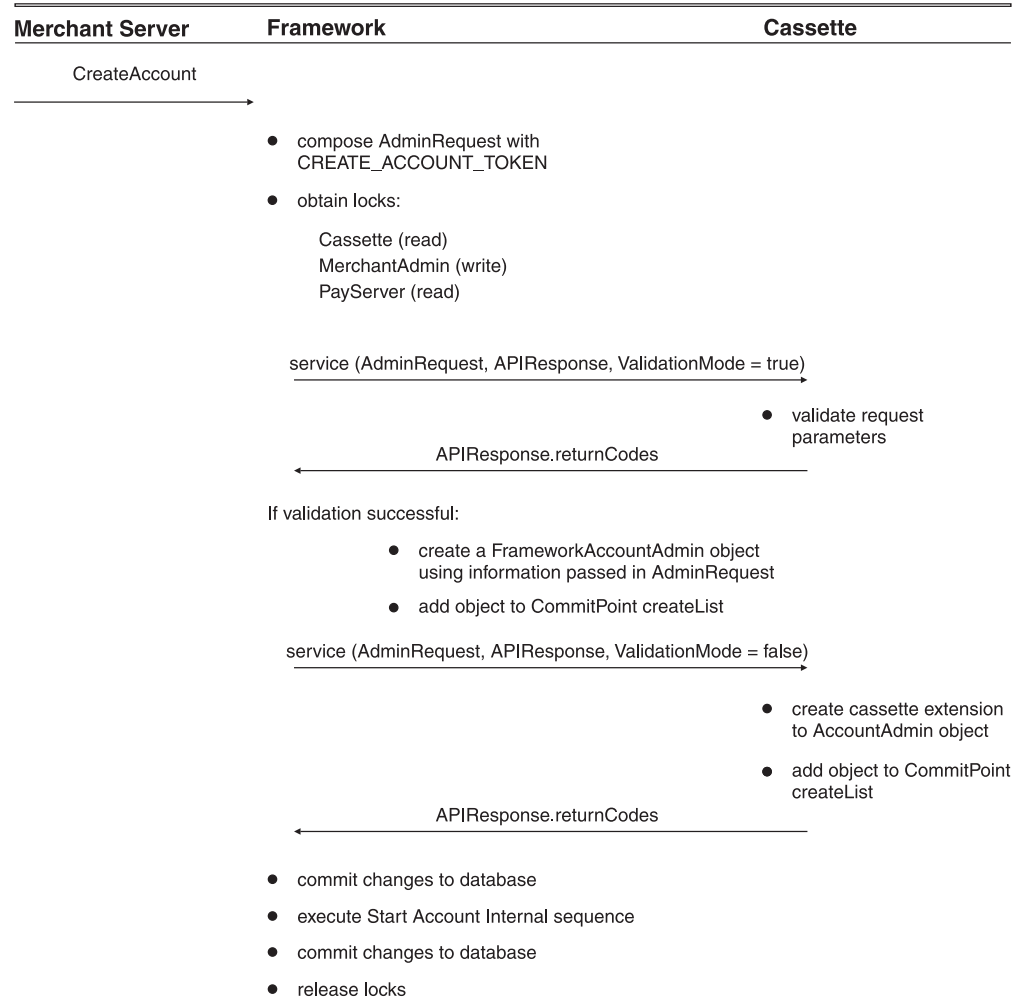 Merchant Server Framework Cassette
CreateAccount
● compose AdminRequest with
CREATE_ACCOUNT_TOKEN
● obtain locks:
Cassette (read)
MerchantAdmin (write)
PayServer (read)
service (AdminRequest, APIResponse, ValidationMode = true)
● validate request
parameters
APIResponse.returnCodes
If validation successful:
● create a FrameworkAccountAdmin object
using information passed in AdminRequest
● add object to CommitPoint createList
service (AdminRequest, APIResponse, ValidationMode = false)
● create cassette extension
to AccountAdmin object
● add object to CommitPoint
createList
APIResponse.returnCodes
● commit changes to database
● execute Start Account Internal sequence
● commit changes to database
● release locks